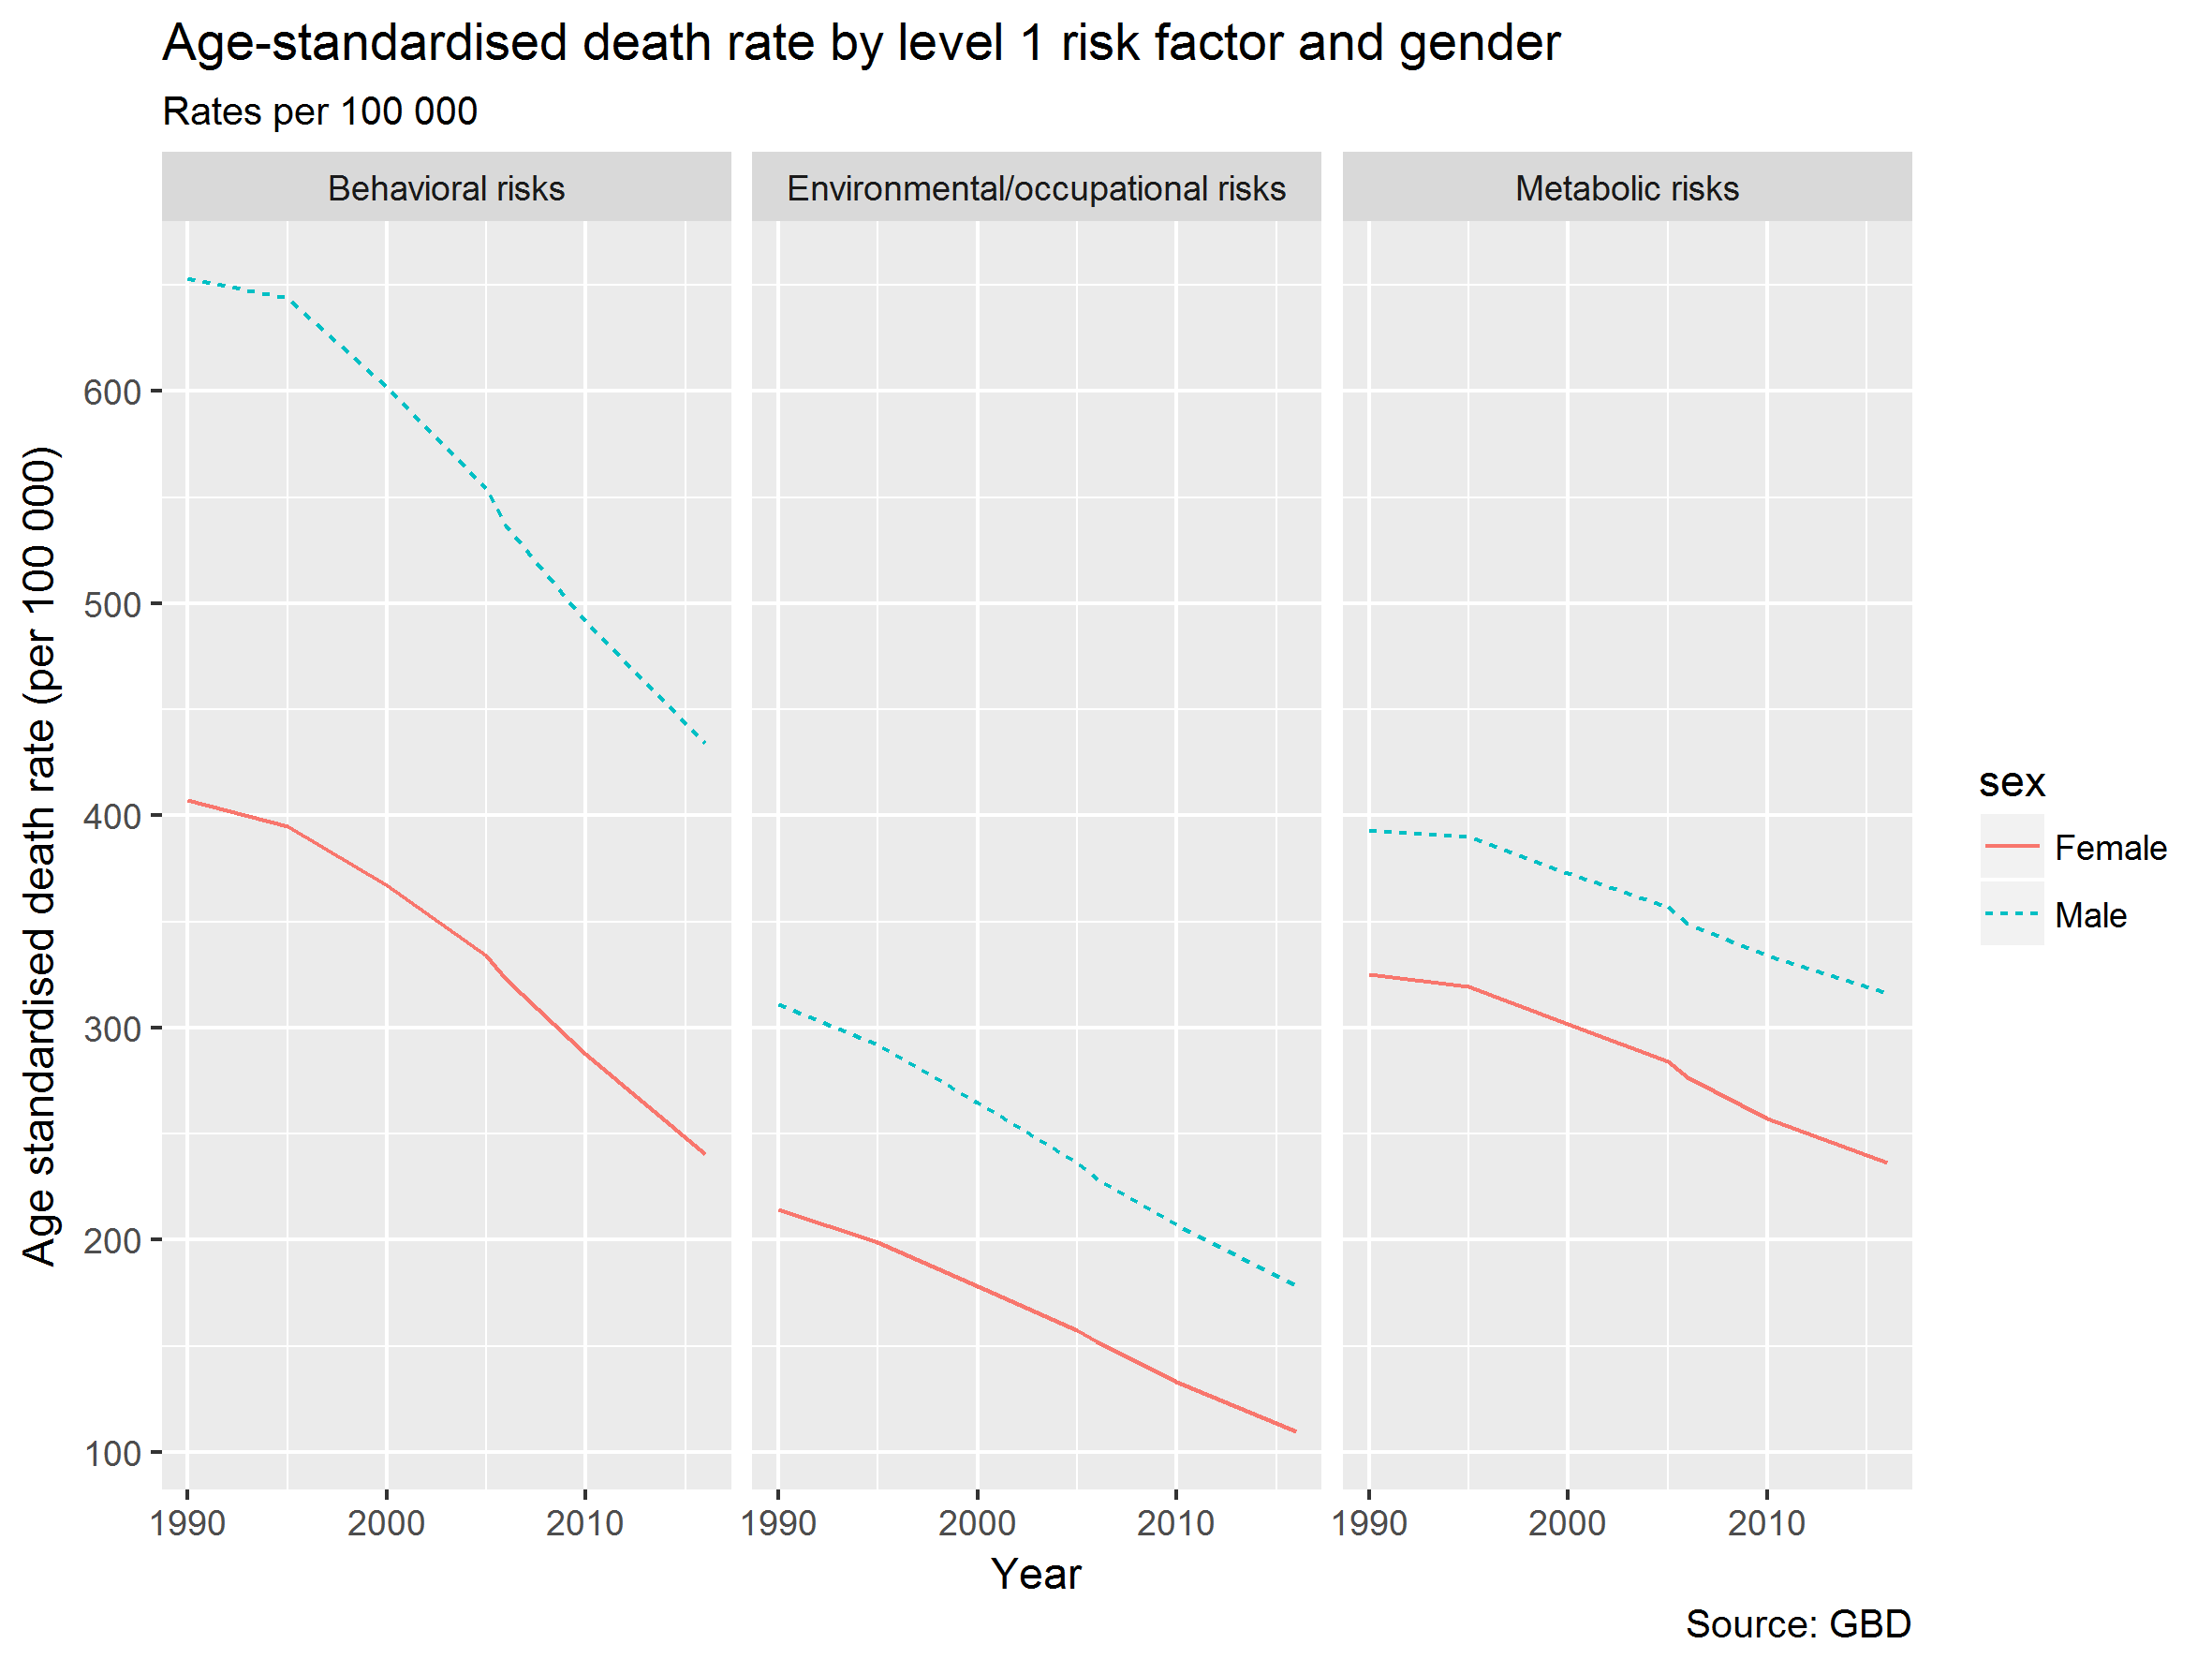 Age-standardised death rate by level 1 risk factor and gender
Rates per 100 000
Behavioral risks
Environmental/occupational risks
Metabolic risks
Age standardised death rate (per 100 000)
600
500
400
300
200
100
1990 2000 2010
1990 2000 2010
1990 2000 2010
Year
sex
Female
Male
Source: GBD